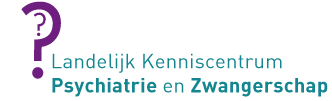 ?
Landelijk Kenniscentrum
Psychiatrie en Zwangerschap